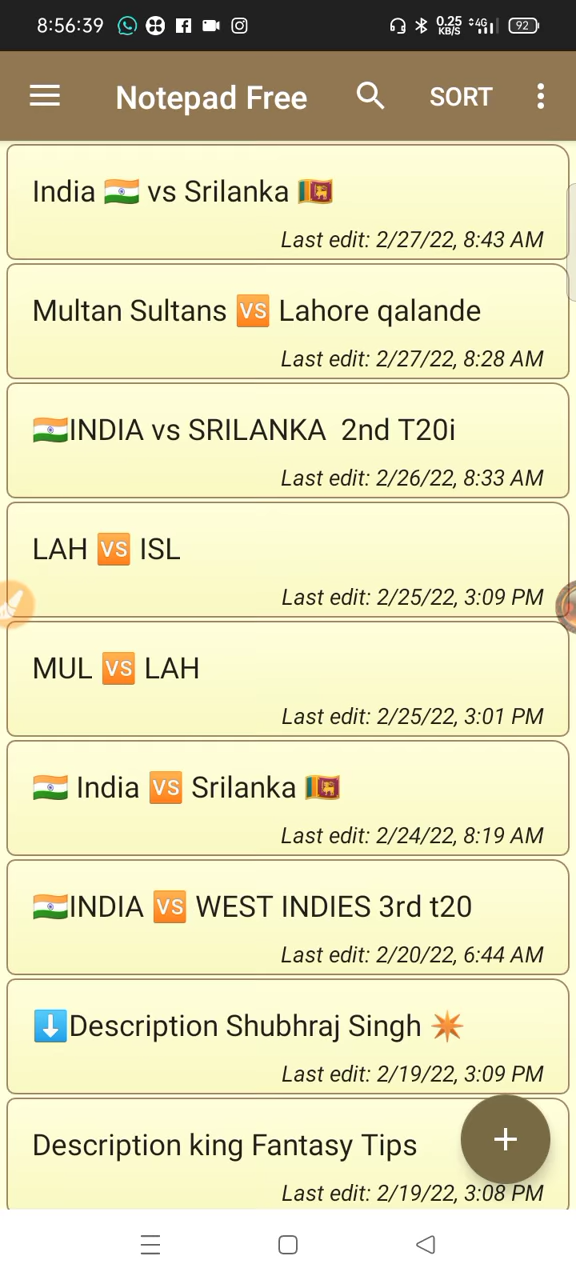 8:56:39 0.25 KB/S 4G 92
Notepad Free SORT
India 🇮🇳 vs Srilanka 🇱🇰
Last edit: 2/27/22, 8:43 AM
Multan Sultans 🆚 Lahore qalande
Last edit: 2/27/22, 8:28 AM
🇮🇳INDIA vs SRILANKA  2nd T20i
Last edit: 2/26/22, 8:33 AM
LAH 🆚 ISL
Last edit: 2/25/22, 3:09 PM
MUL 🆚 LAH
Last edit: 2/25/22, 3:01 PM
🇮🇳 India 🆚 Srilanka 🇱🇰
Last edit: 2/24/22, 8:19 AM
🇮🇳INDIA 🆚 WEST INDIES 3rd t20
Last edit: 2/20/22, 6:44 AM
⬇️Description Shubhraj Singh ✴️
Last edit: 2/19/22, 3:09 PM
Description king Fantasy Tips
Last edit: 2/19/22, 3:08 PM